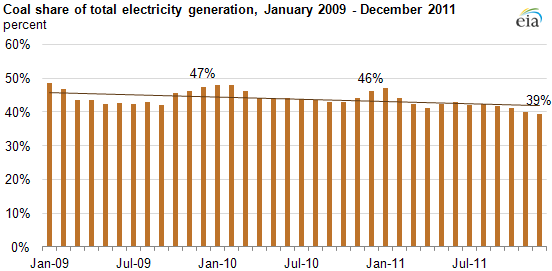 Coal share of total electricity generation, January 2009 - December 2011
percent
eia
60%
50%
40%
30%
20%
10%
0%
47%
46%
39%
Jan-09
Jul-09
Jan-10
Jul-10
Jan-11
Jul-11